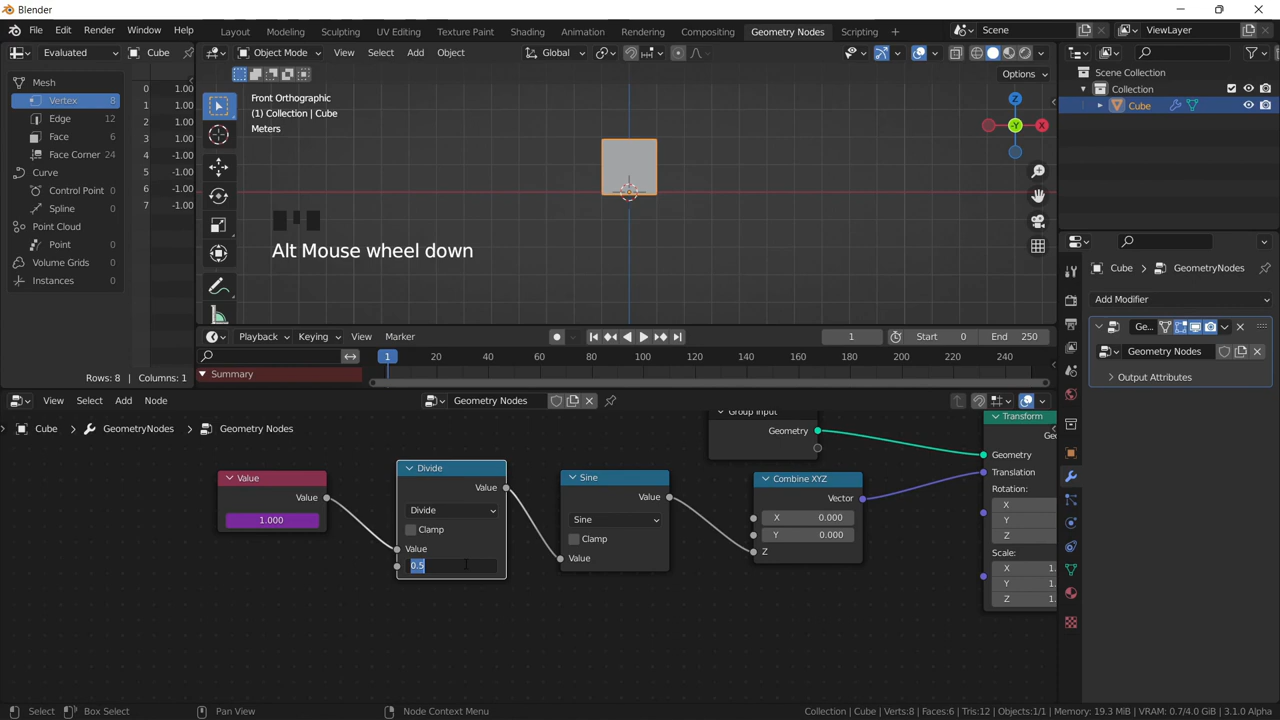 Blender
File Edit Render Window Help
Layout Modeling Sculpting UV Editing Texture Paint Shading Animation Rendering Compositing Geometry Nodes Scripting
Scene ViewLayer
Evaluated Cube
Object Mode View Select Add Object Global
Options
Mesh
Vertex 8
Edge 12
Face 6
Face Corner 24
Curve
Control Point 0
Spline 0
Point Cloud
Point 0
Volume Grids 0
Instances 0
0 1.00
1 1.00
2 1.00
3 1.00
4 -1.00
5 -1.00
6 -1.00
7 -1.00
Rows: 8 | Columns: 1
Front Orthographic
(1) Collection | Cube
Meters
Alt Mouse wheel down
Z
X
-Y
Scene Collection
Collection
Cube
Playback Keying View Marker
1 Start 0 End 250
1 20 40 60 80 100 120 140 160 180 200 220 240
Summary
View Select Add Node Geometry Nodes
Cube GeometryNodes Geometry Nodes
Value
Value
1.000
Divide
Value
Divide
Clamp
Value
0.5
Sine
Value
Sine
Clamp
Value
Group Input
Geometry
Combine XYZ
Vector
X 0.000
Y 0.000
Z
Transform
Geo
Geometry
Translation
Rotation:
X
Y
Z
Scale:
X 1.
Y 1.
Z 1.
Cube GeometryNodes
Add Modifier
Ge...
Geometry Nodes
Output Attributes
Select Box Select Pan View Node Context Menu
Collection | Cube | Verts:8 | Faces:6 | Tris:12 | Objects:1/1 | Memory: 19.3 MiB | VRAM: 0.7/4.0 GiB | 3.1.0 Alpha